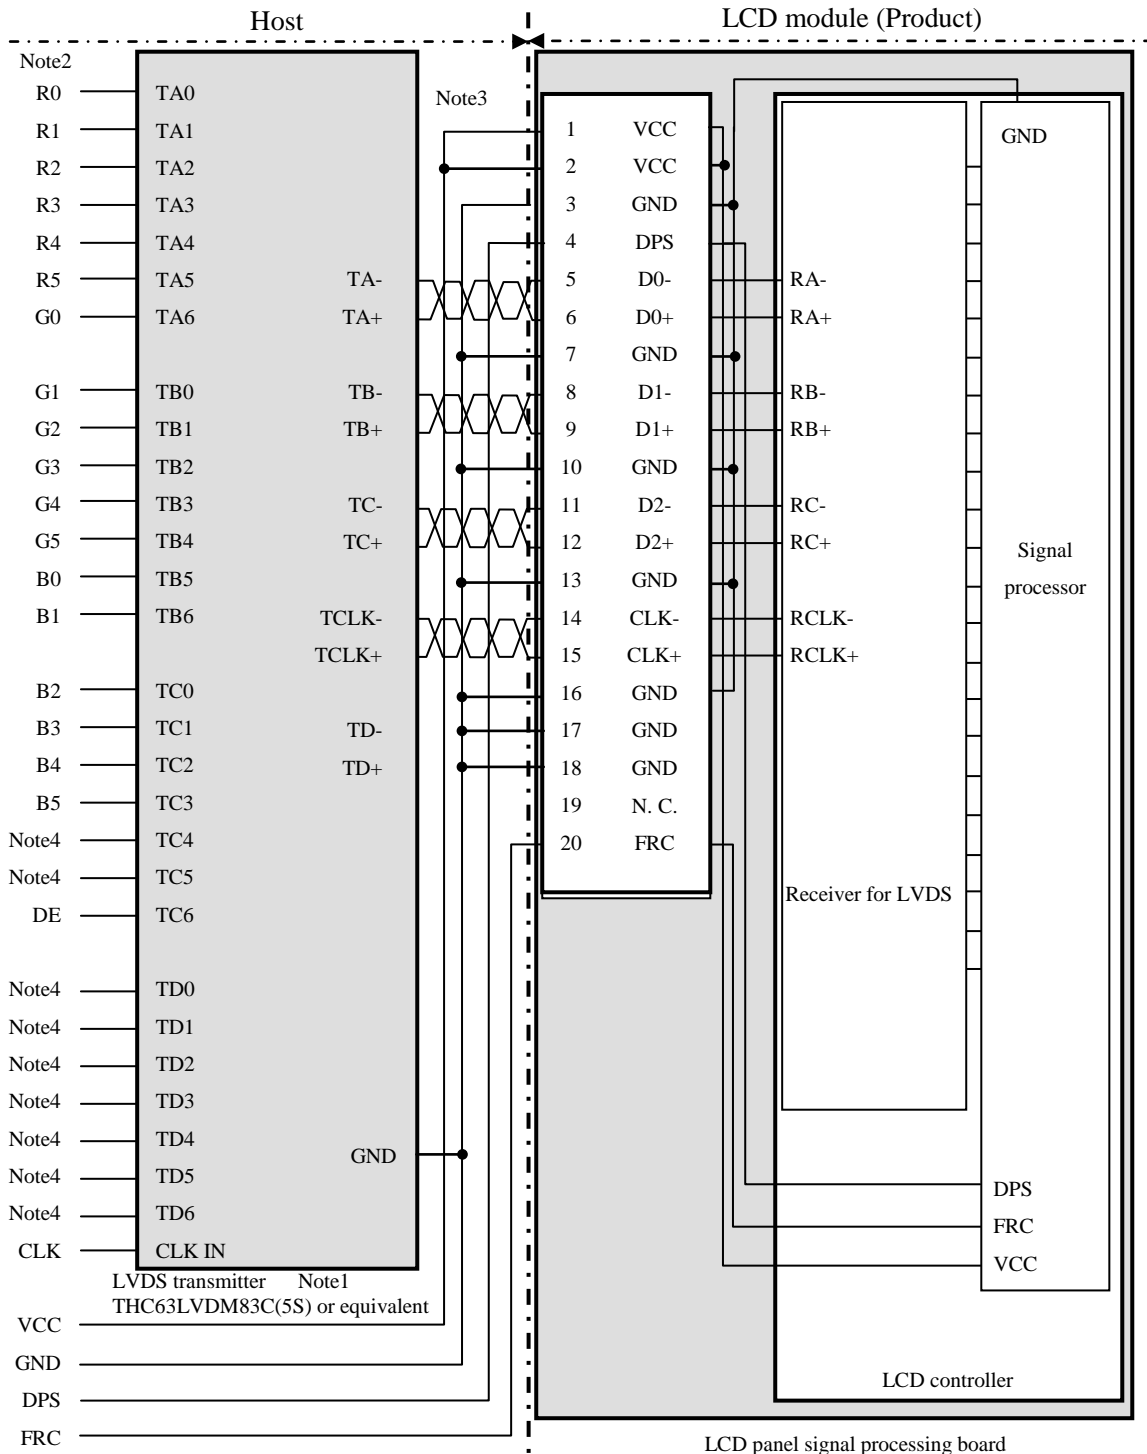 Host LCD module (Product)
Note2
R0 TA0 Note3
R1 TA1 1 VCC GND
R2 TA2 2 VCC
R3 TA3 3 GND
R4 TA4 4 DPS
R5 TA5 TA- 5 D0- RA-
G0 TA6 TA+ 6 D0+ RA+
7 GND
G1 TB0 TB- 8 D1- RB-
G2 TB1 TB+ 9 D1+ RB+
G3 TB2 10 GND
G4 TB3 TC- 11 D2- RC-
G5 TB4 TC+ 12 D2+ RC+ Signal
B0 TB5 13 GND processor
B1 TB6 TCLK- 14 CLK- RCLK-
TCLK+ 15 CLK+ RCLK+
B2 TC0 16 GND
B3 TC1 TD- 17 GND
B4 TC2 TD+ 18 GND
B5 TC3 19 N. C.
Note4 TC4 20 FRC
Note4 TC5
Receiver for LVDS
DE TC6
Note4 TD0
Note4 TD1
Note4 TD2
Note4 TD3
Note4 TD4
GND
Note4 TD5
DPS
Note4 TD6 FRC
CLK CLK IN VCC
LVDS transmitter Note1
THC63LVDM83C(5S) or equivalent
VCC
GND
LCD controller
DPS
FRC
LCD panel signal processing board